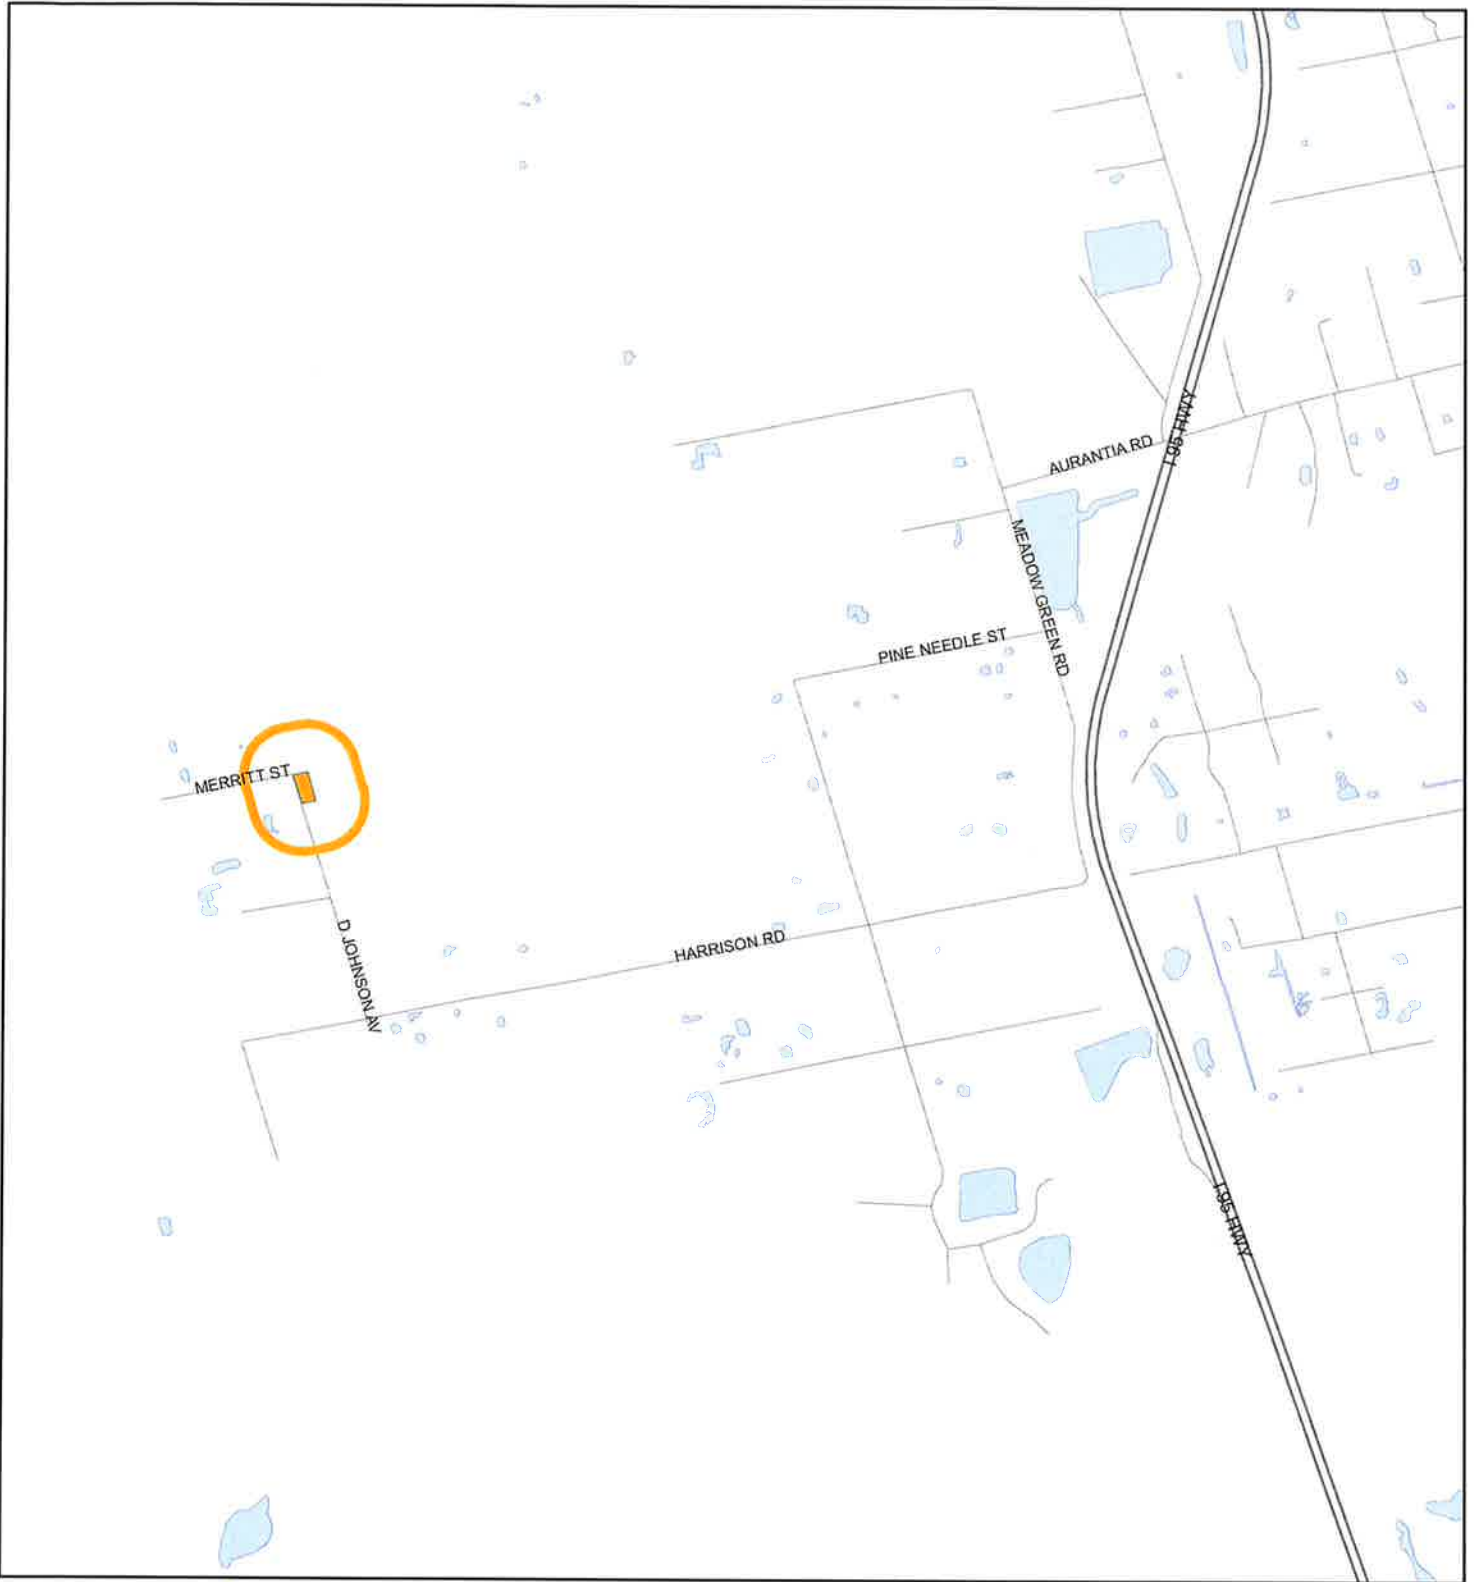 AURANTIA RD
I 95 HWY
MEADOW GREEN RD
PINE NEEDLE ST
MERRITT ST
D JOHNSON AV
HARRISON RD
I 95 HWY